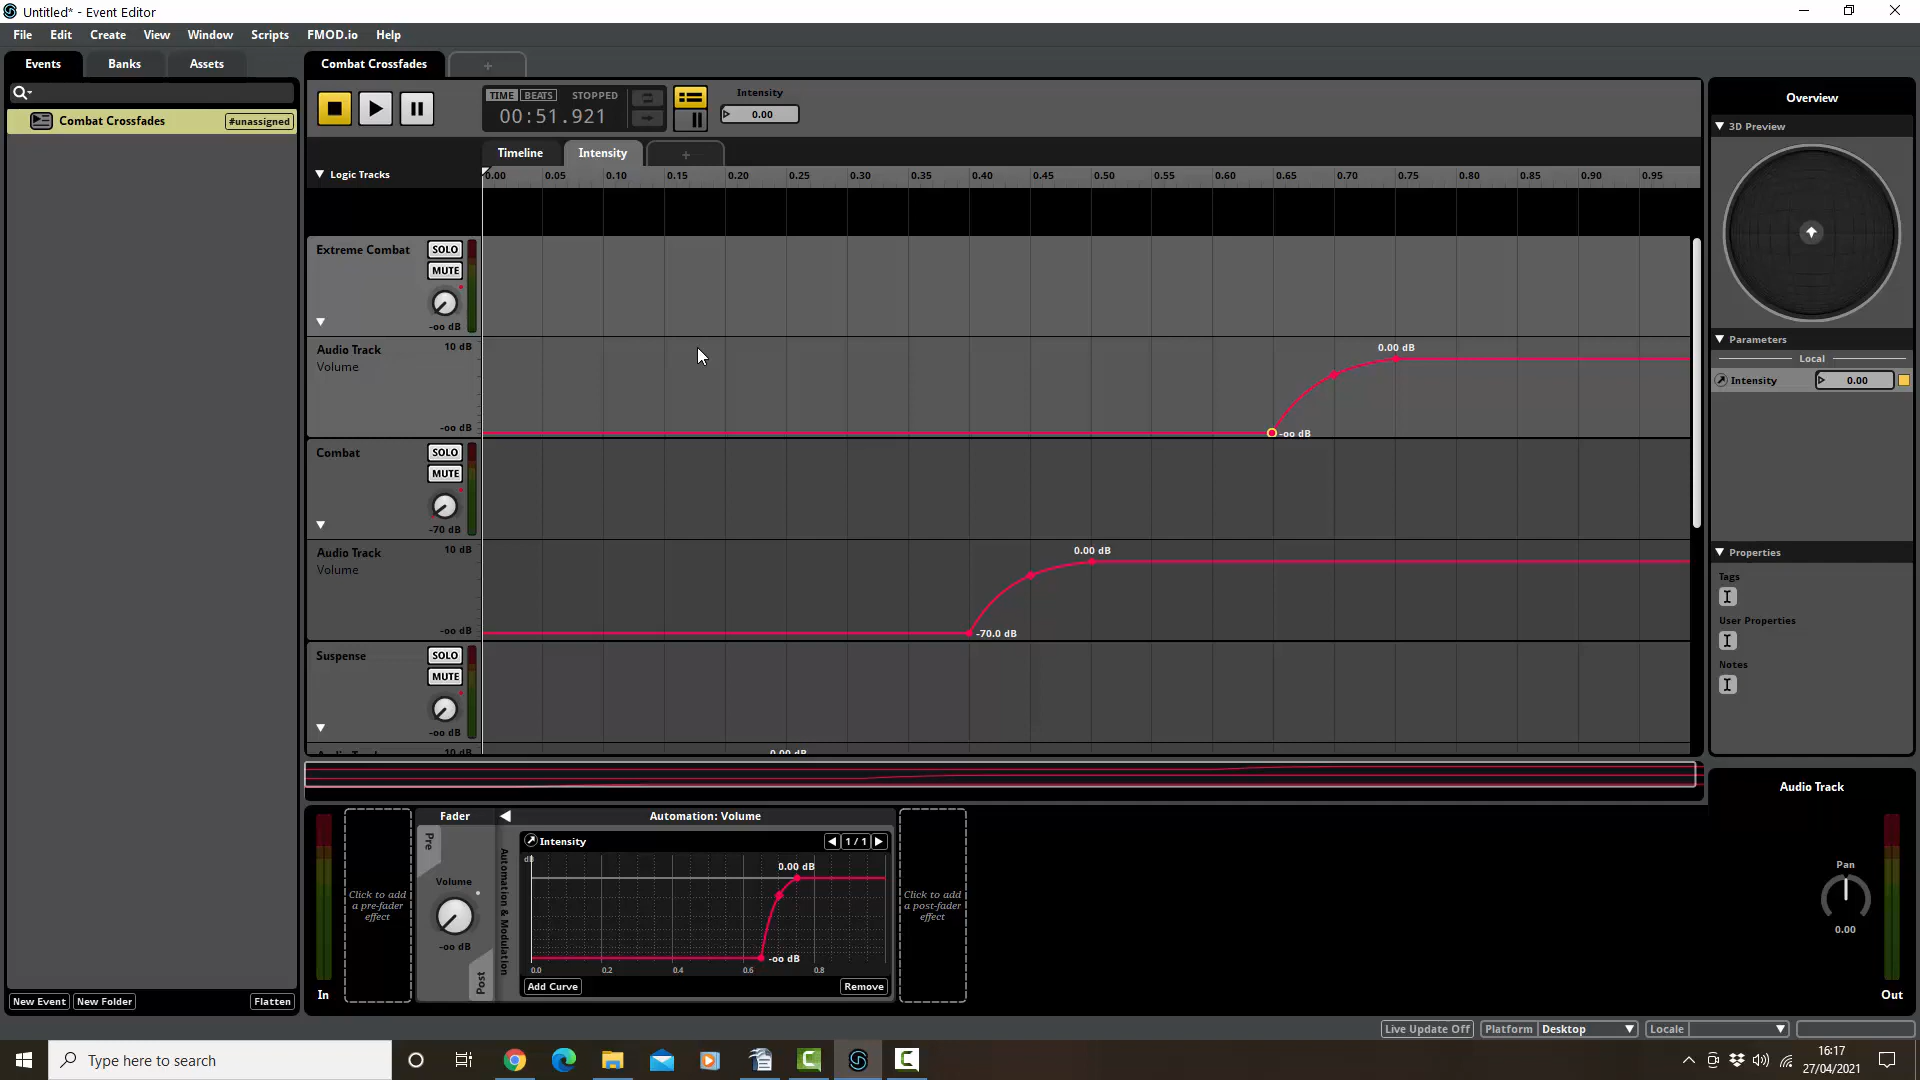 Untitled* - Event Editor
File Edit Create View Window Scripts FMOD.io Help
Events Banks Assets
Combat Crossfades
Combat Crossfades #unassigned
TIME BEATS STOPPED
00:51.921
Intensity
0.00
Timeline Intensity
Logic Tracks
0.00 0.05 0.10 0.15 0.20 0.25 0.30 0.35 0.40 0.45 0.50 0.55 0.60 0.65 0.70 0.75 0.80 0.85 0.90 0.95
Extreme Combat SOLO
MUTE
-oo dB
Audio Track 10 dB
Volume
-oo dB
0.00 dB
-oo dB
Combat SOLO
MUTE
-70 dB
Audio Track 10 dB
Volume
-oo dB
0.00 dB
-70.0 dB
Suspense SOLO
MUTE
-oo dB
Audio Track 10 dB
0.00 dB
Overview
3D Preview
Parameters
Local
Intensity 0.00
Properties
Tags
User Properties
Notes
Fader
Pre
Volume
-oo dB
Post
Automation & Modulation
Automation: Volume
Intensity 1 / 1
dB
0.00 dB
-oo dB
0.0 0.2 0.4 0.6 0.8
Add Curve Remove
Click to add
a pre-fader
effect
Click to add
a post-fader
effect
In
Audio Track
Pan
0.00
Out
New Event New Folder Flatten
Live Update Off Platform Desktop Locale
Type here to search
16:17
27/04/2021